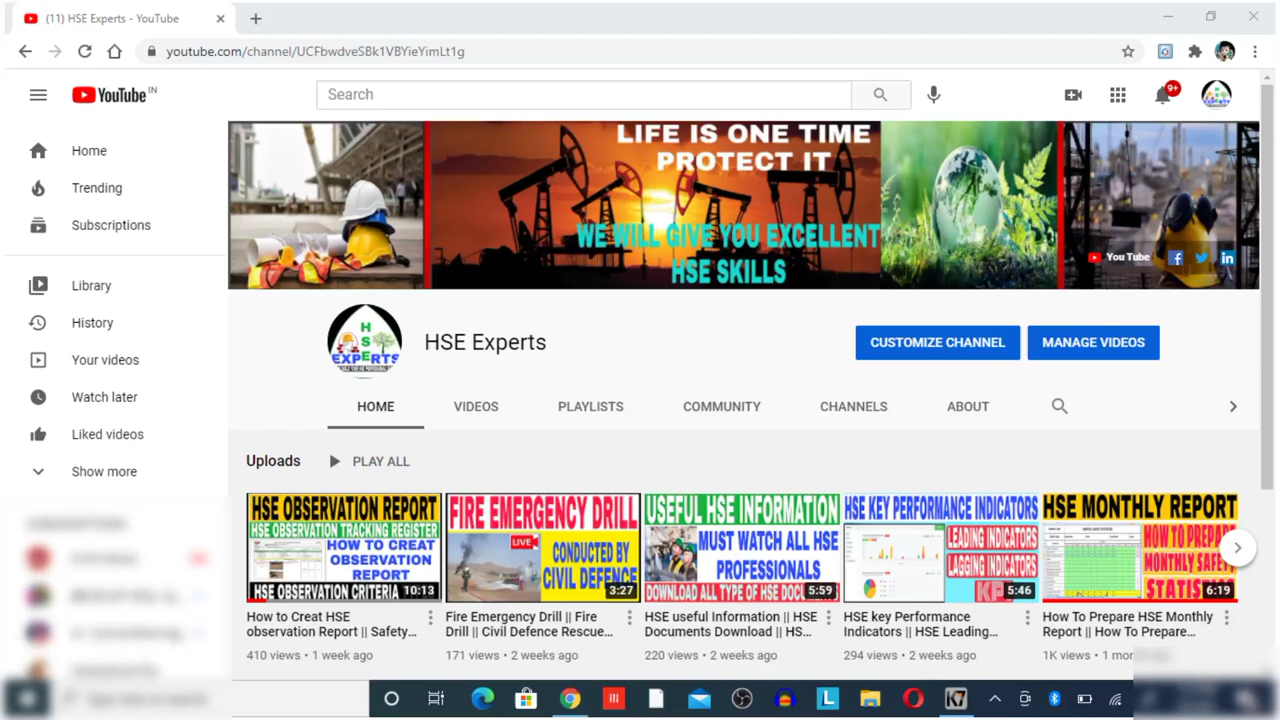 (11) HSE Experts - YouTube
youtube.com/channel/UCFbwdveSBk1VBYieYimLt1g
YouTube IN
Search
9+
Home
Trending
Subscriptions
Library
History
Your videos
Watch later
Liked videos
Show more
LIFE IS ONE TIME
PROTECT IT
WE WILL GIVE YOU EXCELLENT
HSE SKILLS
You Tube
HSE
EXPERTS
HSE Experts
CUSTOMIZE CHANNEL
MANAGE VIDEOS
HOME VIDEOS PLAYLISTS COMMUNITY CHANNELS ABOUT
Uploads PLAY ALL
HSE OBSERVATION REPORT
HSE OBSERVATION TRACKING REGISTER
HOW TO CREAT
OBSERVATION
REPORT
HSE OBSERVATION CRITERIA
10:13
How to Creat HSE
observation Report || Safety...
410 views • 1 week ago
FIRE EMERGENCY DRILL
LIVE
CONDUCTED BY
CIVIL DEFENCE
3:27
Fire Emergency Drill || Fire
Drill || Civil Defence Rescue...
171 views • 2 weeks ago
USEFUL HSE INFORMATION
MUST WATCH ALL HSE
PROFESSIONALS
DOWNLOAD ALL TYPE OF HSE
5:59
HSE useful Information || HSE
Documents Download || HS...
220 views • 2 weeks ago
HSE KEY PERFORMANCE INDICATORS
LEADING INDICATORS
LAGGING INDICATORS
KPI
5:46
HSE key Performance
Indicators || HSE Leading...
294 views • 2 weeks ago
HSE MONTHLY REPORT
HOW TO PREPARE
MONTHLY SAFETY
6:19
How To Prepare HSE Monthly
Report || How To Prepare...
1K views • 1